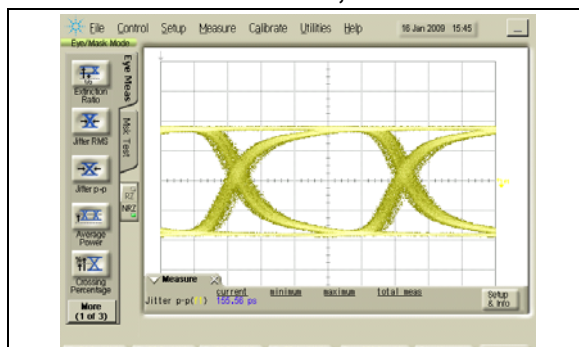 File Control Setup Measure Calibrate Utilities Help 16 Jan 2009 15:45
Eye/Mask Mode
Eye Meas
Mask Test
Extinction
Ratio
Jitter RMS
Jitter p-p
RZ
NRZ
Average
Power
Crossing
Percentage
More
(1 of 3)
Measure
current minimum maximum total meas
Jitter p-p( ) 155.56 ps
Setup
& Info